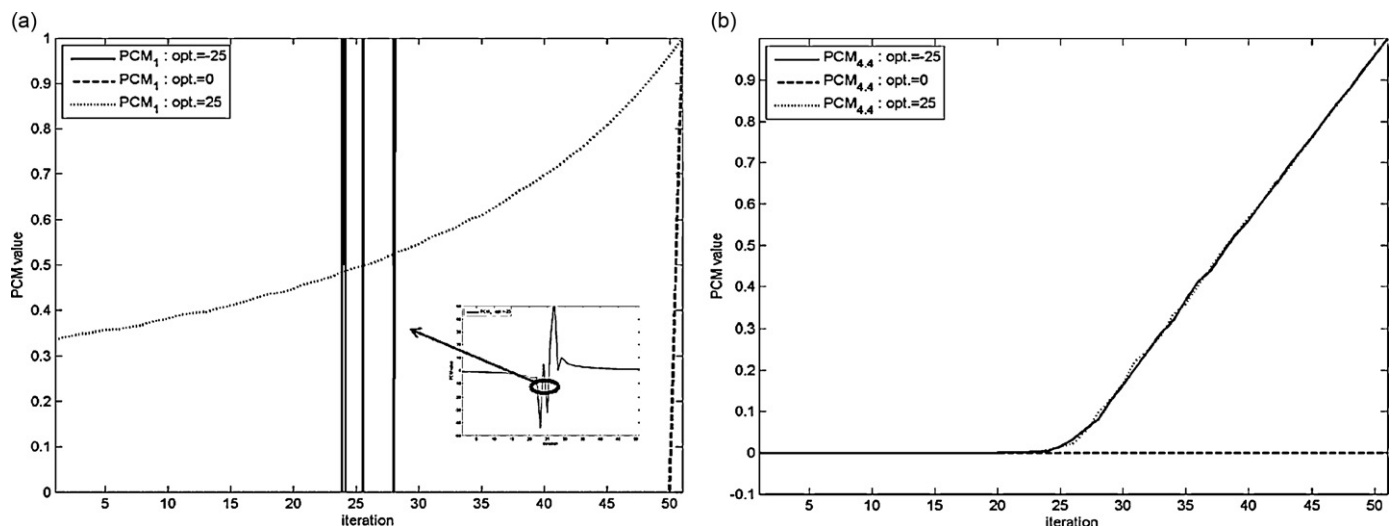 (a)
PCM1 : opt.=-25
PCM1 : opt.=0
PCM1 : opt.=25
PCM value
1
0.9
0.8
0.7
0.6
0.5
0.4
0.3
0.2
0.1
0
5 10 15 20 25 30 35 40 45 50
iteration
(b)
PCM4.4 : opt.=-25
PCM4.4 : opt.=0
PCM4.4 : opt.=25
PCM value
0.9
0.8
0.7
0.6
0.5
0.4
0.3
0.2
0.1
0
-0.1
5 10 15 20 25 30 35 40 45 50
iteration